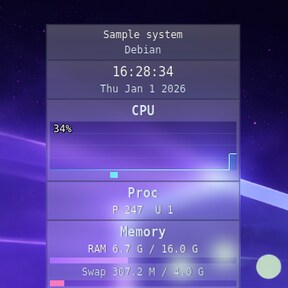 Sample system
Debian
16:28:34
Thu Jan 1 2026
CPU
34%
Proc
P 247 U 1
Memory
RAM 6.7 G / 16.0 G
Swap 307.2 M / 4.0 G